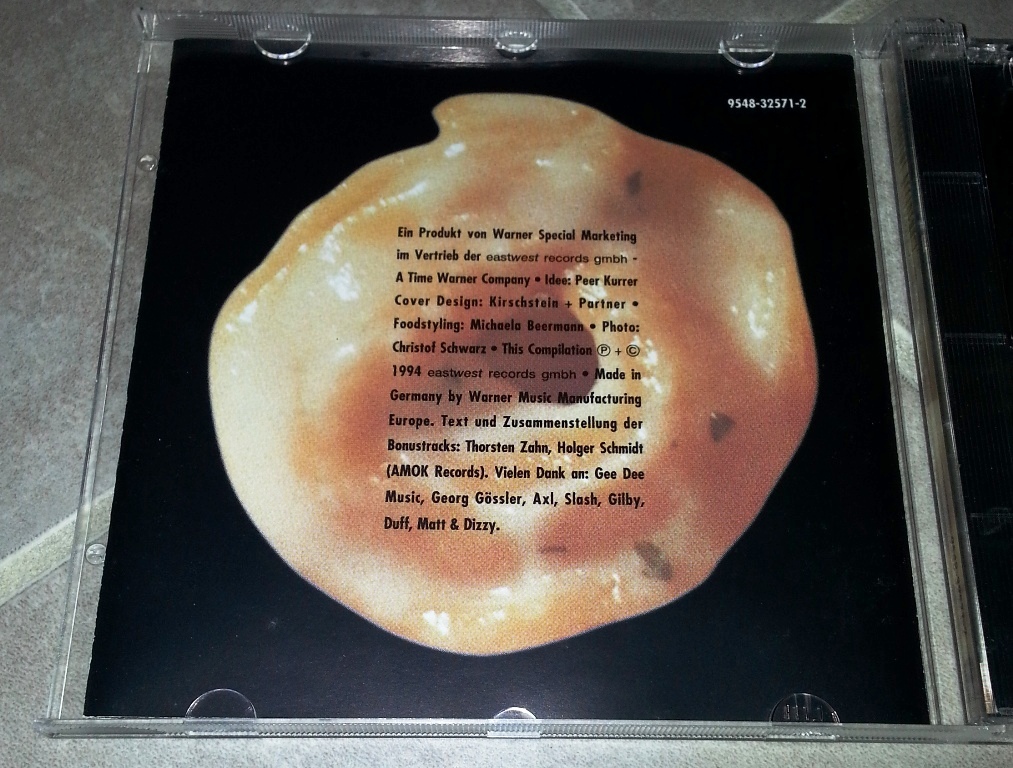 9548-32571-2
Ein Produkt von Warner Special Marketing
im Vertrieb der eastwest records gmbh -
A Time Warner Company • Idee: Peer Kurrer
Cover Design: Kirschstein + Partner •
Foodstyling: Michaela Beermann • Photo:
Christof Schwarz • This Compilation Ⓟ + ©
1994 eastwest records gmbh • Made in
Germany by Warner Music Manufacturing
Europe. Text und Zusammenstellung der
Bonustracks: Thorsten Zahn, Holger Schmidt
(AMOK Records). Vielen Dank an: Gee Dee
Music, Georg Gössler, Axl, Slash, Gilby,
Duff, Matt & Dizzy.